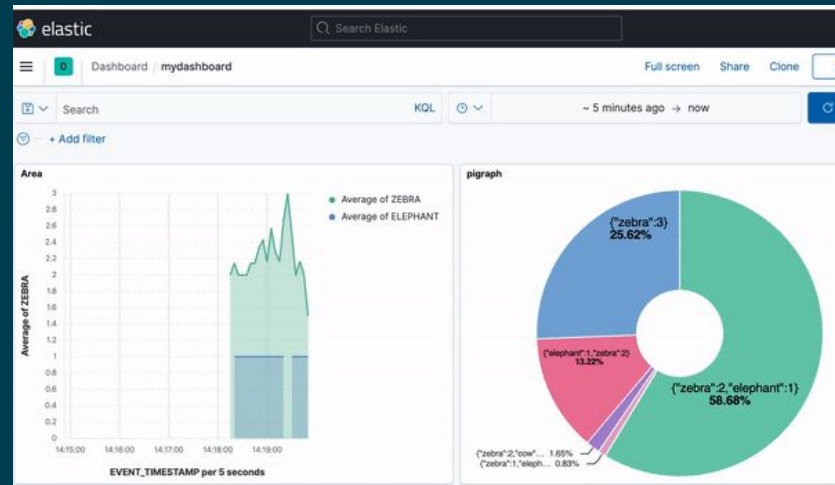 elastic
Search Elastic
D
Dashboard / mydashboard
Full screen
Share
Clone
Search
KQL
~ 5 minutes ago → now
+ Add filter
Area
Average of ZEBRA
3
2.8
2.6
2.4
2.2
2
1.8
1.6
1.4
1.2
1
0.8
0.6
0.4
0.2
0
14:15:00
14:16:00
14:17:00
14:18:00
14:19:00
EVENT_TIMESTAMP per 5 seconds
Average of ZEBRA
Average of ELEPHANT
pigraph
{"zebra":3}
25.62%
{"elephant":1,"zebra":2}
13.22%
{"zebra":2,"elephant":1}
58.68%
{"zebra":2,"cow"... 1.65%
{"zebra":1,"eleph... 0.83%